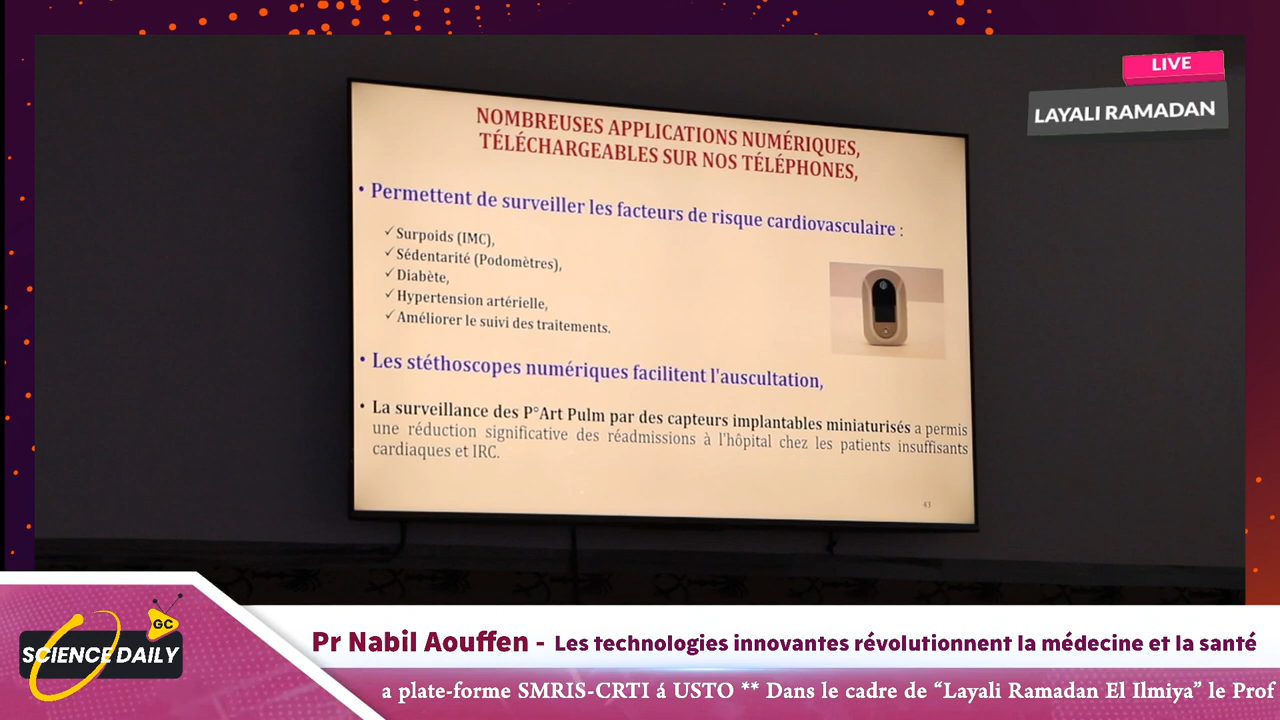 LIVE
LAYALI RAMADAN
NOMBREUSES APPLICATIONS NUMÉRIQUES,
TÉLÉCHARGEABLES SUR NOS TÉLÉPHONES,
• Permettent de surveiller les facteurs de risque cardiovasculaire :
✓ Surpoids (IMC),
✓ Sédentarité (Podomètres),
✓ Diabète,
✓ Hypertension artérielle,
✓ Améliorer le suivi des traitements.
• Les stéthoscopes numériques facilitent l'auscultation,
• La surveillance des P°Art Pulm par des capteurs implantables miniaturisés a permis
une réduction significative des réadmissions à l'hôpital chez les patients insuffisants
cardiaques et IRC.
43
GC
SCIENCE DAILY
Pr Nabil Aouffen - Les technologies innovantes révolutionnent la médecine et la santé
a plate-forme SMRIS-CRTI á USTO ** Dans le cadre de “Layali Ramadan El Ilmiya” le Prof